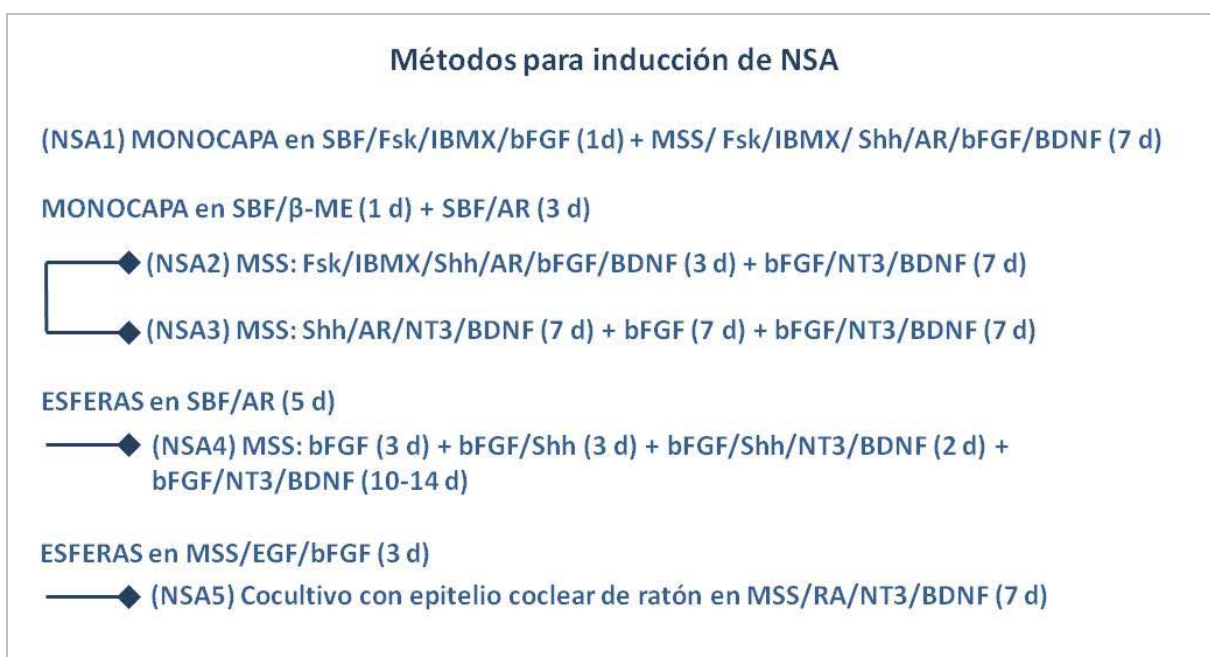 Métodos para inducción de NSA
(NSA1) MONOCAPA en SBF/Fsk/IBMX/bFGF (1d) + MSS/ Fsk/IBMX/ Shh/AR/bFGF/BDNF (7 d)
MONOCAPA en SBF/β-ME (1 d) + SBF/AR (3 d)
(NSA2) MSS: Fsk/IBMX/Shh/AR/bFGF/BDNF (3 d) + bFGF/NT3/BDNF (7 d)
(NSA3) MSS: Shh/AR/NT3/BDNF (7 d) + bFGF (7 d) + bFGF/NT3/BDNF (7 d)
ESFERAS en SBF/AR (5 d)
(NSA4) MSS: bFGF (3 d) + bFGF/Shh (3 d) + bFGF/Shh/NT3/BDNF (2 d) +
bFGF/NT3/BDNF (10-14 d)
ESFERAS en MSS/EGF/bFGF (3 d)
(NSA5) Cocultivo con epitelio coclear de ratón en MSS/RA/NT3/BDNF (7 d)